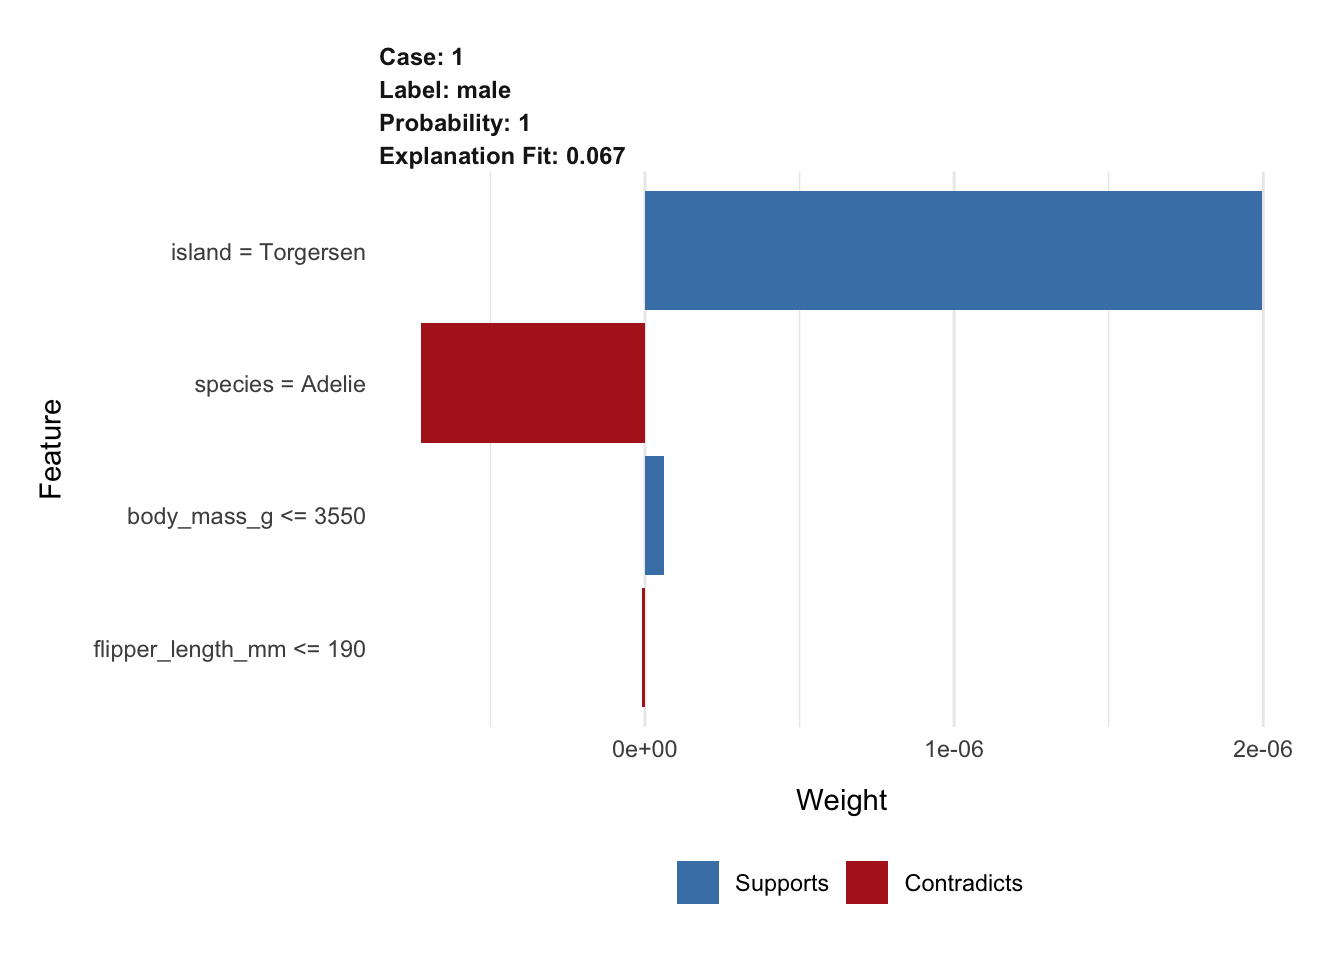 Case: 1
Label: male
Probability: 1
Explanation Fit: 0.067
island = Torgersen
species = Adelie
body_mass_g <= 3550
flipper_length_mm <= 190
Feature
0e+00 1e-06 2e-06
Weight
Supports Contradicts